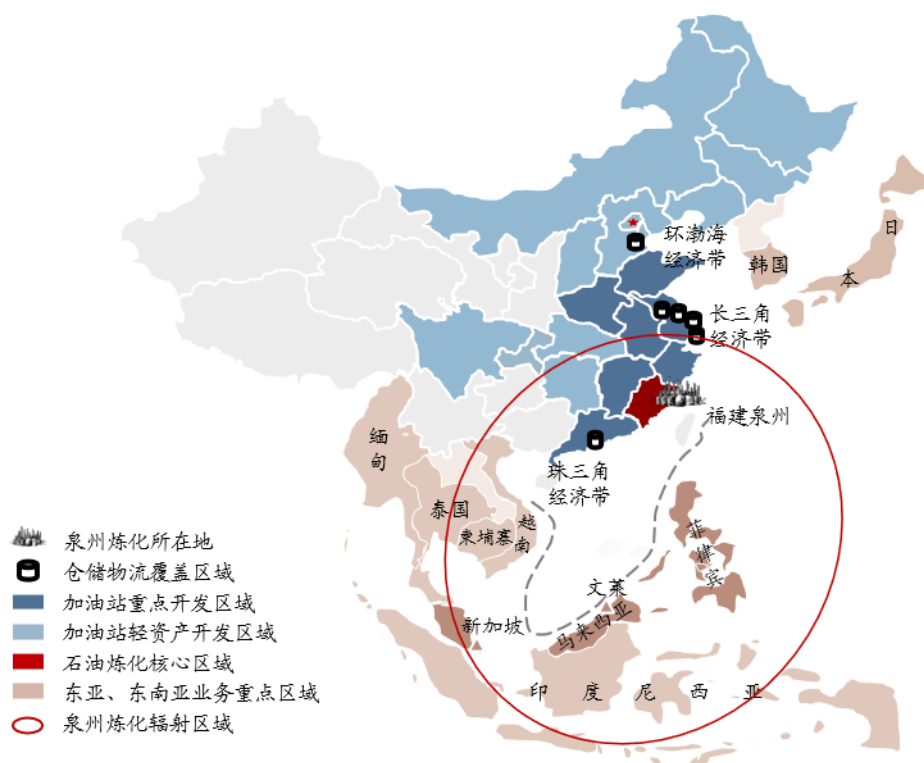 环渤海
经济带
日
本
韩国
长三角
经济带
福建泉州
珠三角
经济带
缅
甸
泰国
越
南
柬埔寨
菲
律
宾
文莱
新加坡
马来西亚
印度尼西亚
泉州炼化所在地
仓储物流覆盖区域
加油站重点开发区域
加油站轻资产开发区域
石油炼化核心区域
东亚、东南亚业务重点区域
泉州炼化辐射区域